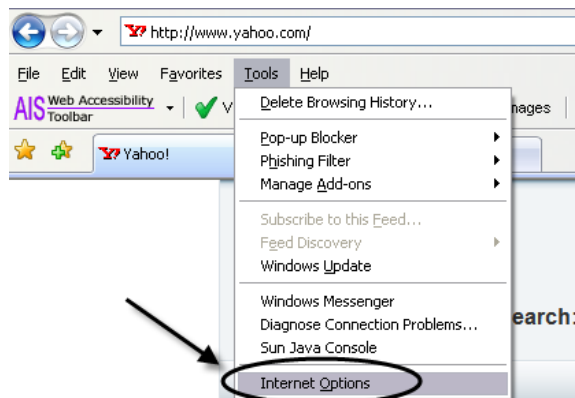 http://www.yahoo.com/
File Edit View Favorites Tools Help
AIS Web Accessibility Toolbar
Yahoo!
Delete Browsing History...
Pop-up Blocker
Phishing Filter
Manage Add-ons
Subscribe to this Feed...
Feed Discovery
Windows Update
Windows Messenger
Diagnose Connection Problems...
Sun Java Console
Internet Options
earch: